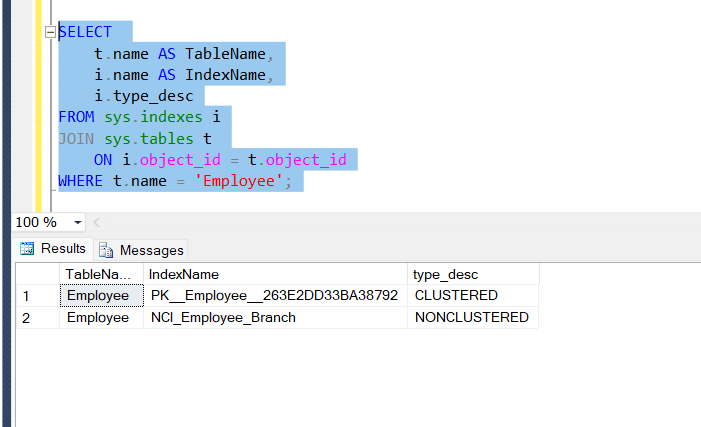 SELECT
t.name AS TableName,
i.name AS IndexName,
i.type_desc
FROM sys.indexes i
JOIN sys.tables t
ON i.object_id = t.object_id
WHERE t.name = 'Employee';
100 %
Results Messages
TableNa... IndexName type_desc
1 Employee PK__Employee__263E2DD33BA38792 CLUSTERED
2 Employee NCI_Employee_Branch NONCLUSTERED